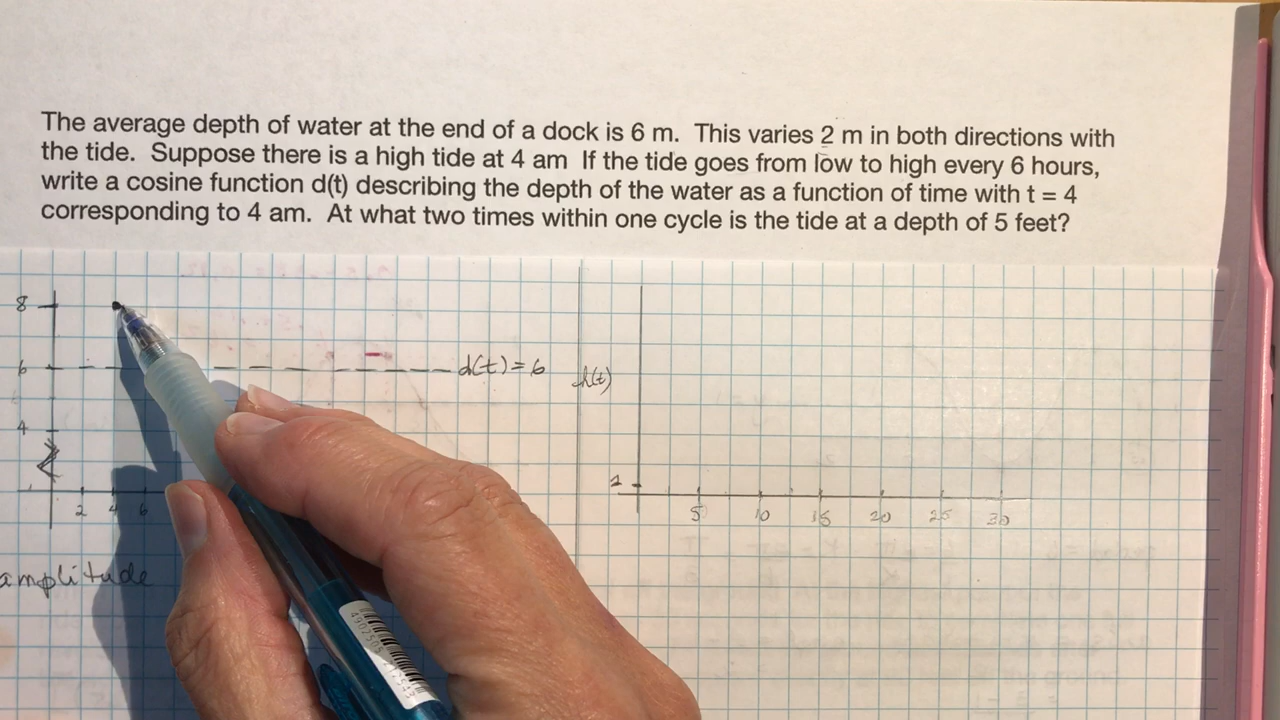 The average depth of water at the end of a dock is 6 m. This varies 2 m in both directions with
the tide. Suppose there is a high tide at 4 am If the tide goes from low to high every 6 hours,
write a cosine function d(t) describing the depth of the water as a function of time with t = 4
corresponding to 4 am. At what two times within one cycle is the tide at a depth of 5 feet?
8
6
d(t) = 6
h(t)
4
2 4 6
5 10 15 20 25 30
amplitude